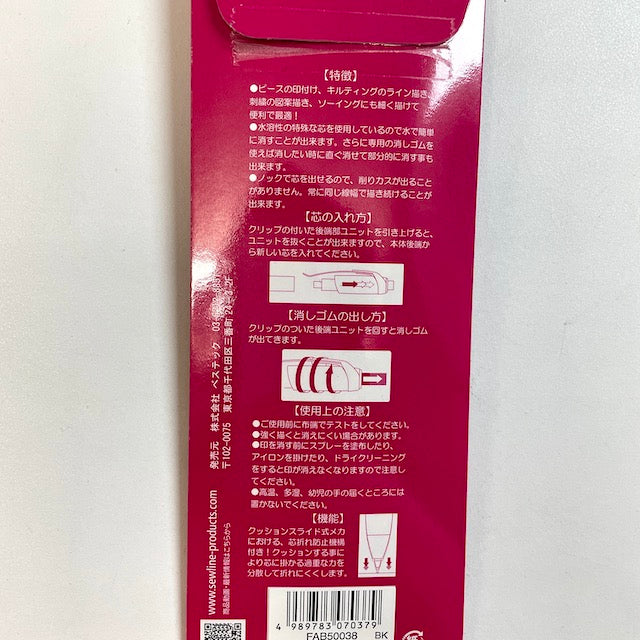 【特徴】
●ピースの印付け、キルティングのライン描き、
刺繍の図案描き、ソーイングにも細く描けて
便利で最適!
●水溶性の特殊な芯を使用しているので水で簡単
に消すことが出来ます。さらに専用の消しゴムを
使えば消したい時に直ぐ消せて部分的に消す事も
出来ます。
●ノックで芯を出せるので、削りカスが出ること
がありません。常に同じ線幅で描き続けることが
出来ます。
【芯の入れ方】
クリップの付いた後端部ユニットを引き上げると、
ユニットを抜くことが出来ますので、本体後端か
ら新しい芯を入れてください。
【消しゴムの出し方】
クリップのついた後端ユニットを回すと消しゴム
が出てきます。
【使用上の注意】
●ご使用前に布端でテストをしてください。
●強く描くと消えにくい場合があります。
●印を消す前にスプレーを塗布したり、
アイロンを掛けたり、ドライクリーニング
をすると印が消えなくなりますので注意し
てください。
●高温、多湿、幼児の手の届くところには
置かないでください。
【機能】
クッションスライド式メカ
における、芯折れ防止機構
付き!クッションする事に
より芯に掛かる過重な力を
分散して折れにくくします。
4 989783 070379
FAB50038 BK
発売元 株式会社 ベステック
〒102-0075 東京都千代田区三番町
www.sewline-products.com
商品動画・最新情報はこちらから